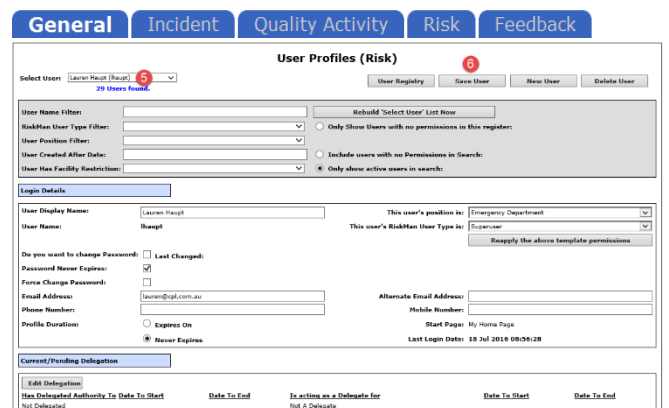 General Incident Quality Activity Risk Feedback
User Profiles (Risk)
6
Select User: Lauren Haupt (lhaupt) 5
29 Users found.
User Registry Save User New User Delete User
User Name Filter: Rebuild 'Select User' List Now
RiskMan User Type Filter: Only Show Users with no permissions in this register:
User Position Filter:
User Created After Date: Include users with no Permissions in Search:
User Has Facility Restriction: Only show active users in search:
Login Details
User Display Name: Lauren Haupt This user's position is: Emergency Department
User Name: lhaupt This user's RiskMan User Type is: Superuser
Reapply the above template permissions
Do you want to change Password: Last Changed:
Password Never Expires:
Force Change Password:
Email Address: lauren@cpl.com.au Alternate Email Address:
Phone Number: Mobile Number:
Profile Duration: Expires On Start Page: My Home Page
Never Expires Last Login Date: 18 Jul 2016 08:56:28
Current/Pending Delegation
Edit Delegation
Has Delegated Authority To Date To Start Date To End Is acting as a Delegate for Date To Start Date To End
Not Delegated Not A Delegate